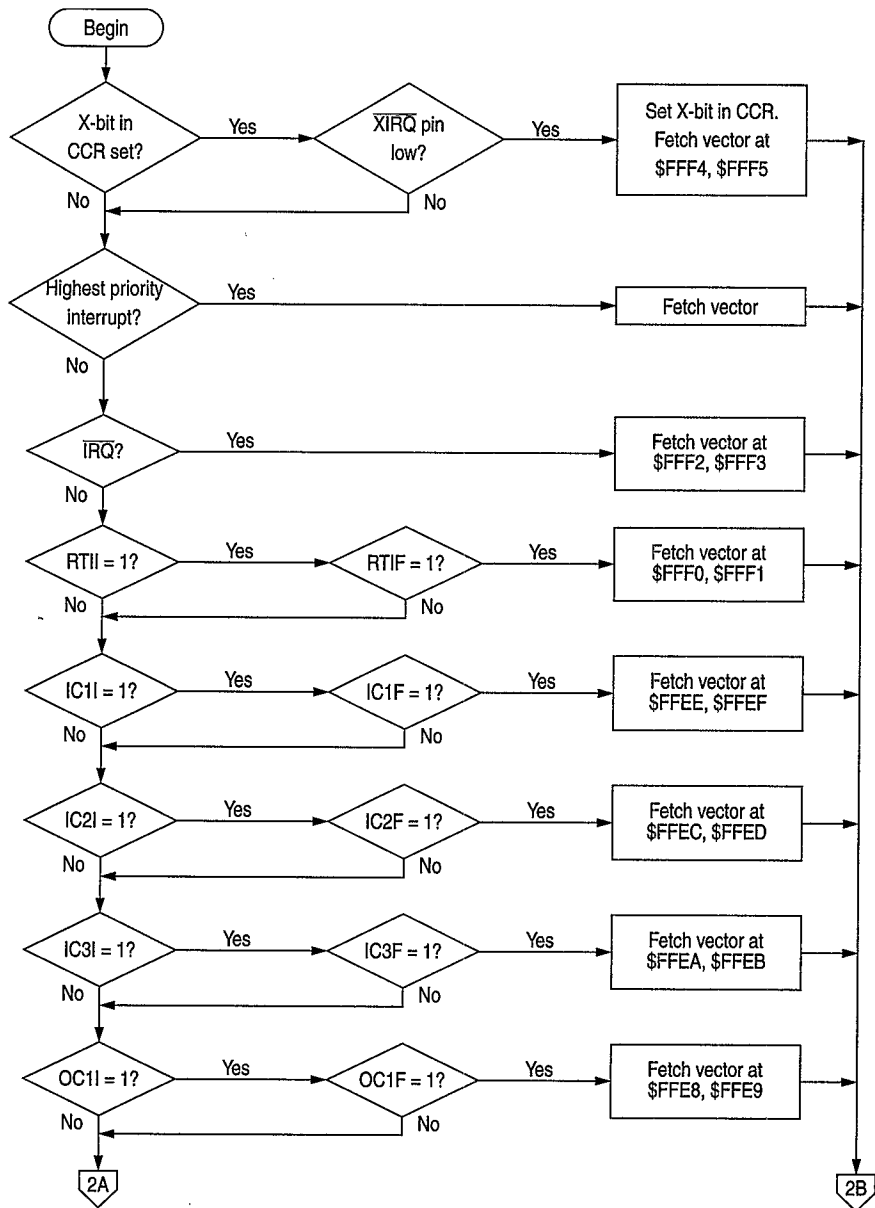 Begin
X-bit in
CCR set?
Yes
XIRQ pin
low?
Yes
Set X-bit in CCR.
Fetch vector at
$FFF4, $FFF5
No
No
Highest priority
interrupt?
Yes
Fetch vector
No
IRQ?
Yes
Fetch vector at
$FFF2, $FFF3
No
RTII = 1?
Yes
RTIF = 1?
Yes
Fetch vector at
$FFF0, $FFF1
No
No
IC1I = 1?
Yes
IC1F = 1?
Yes
Fetch vector at
$FFEE, $FFEF
No
No
IC2I = 1?
Yes
IC2F = 1?
Yes
Fetch vector at
$FFEC, $FFED
No
No
IC3I = 1?
Yes
IC3F = 1?
Yes
Fetch vector at
$FFEA, $FFEB
No
No
OC1I = 1?
Yes
OC1F = 1?
Yes
Fetch vector at
$FFE8, $FFE9
No
No
2A
2B